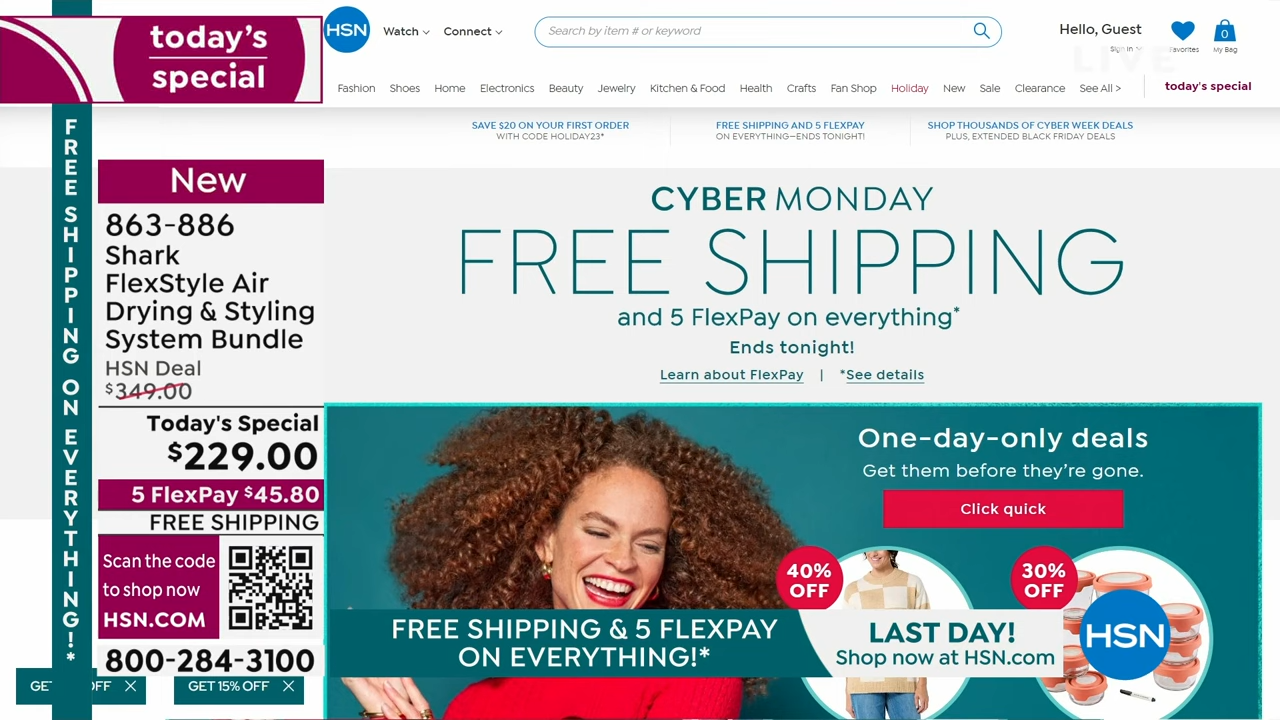 today's
special
HSN
Watch
Connect
Search by item # or keyword
Hello, Guest
Sign In
Favorites
0
My Bag
LIVE
Fashion
Shoes
Home
Electronics
Beauty
Jewelry
Kitchen & Food
Health
Crafts
Fan Shop
Holiday
New
Sale
Clearance
See All >
today's special
SAVE $20 ON YOUR FIRST ORDER
WITH CODE HOLIDAY23*
FREE SHIPPING AND 5 FLEXPAY
ON EVERYTHING—ENDS TONIGHT!
SHOP THOUSANDS OF CYBER WEEK DEALS
PLUS, EXTENDED BLACK FRIDAY DEALS
FREE SHIPPING ON EVERYTHING!*
New
863-886
Shark
FlexStyle Air
Drying & Styling
System Bundle
HSN Deal
$349.00
Today's Special
$229.00
5 FlexPay $45.80
FREE SHIPPING
Scan the code
to shop now
HSN.COM
800-284-3100
CYBER MONDAY
FREE SHIPPING
and 5 FlexPay on everything*
Ends tonight!
Learn about FlexPay | *See details
One-day-only deals
Get them before they're gone.
Click quick
40%
OFF
30%
OFF
FREE SHIPPING & 5 FLEXPAY
ON EVERYTHING!*
LAST DAY!
Shop now at HSN.com
HSN
OFF
GET 15% OFF